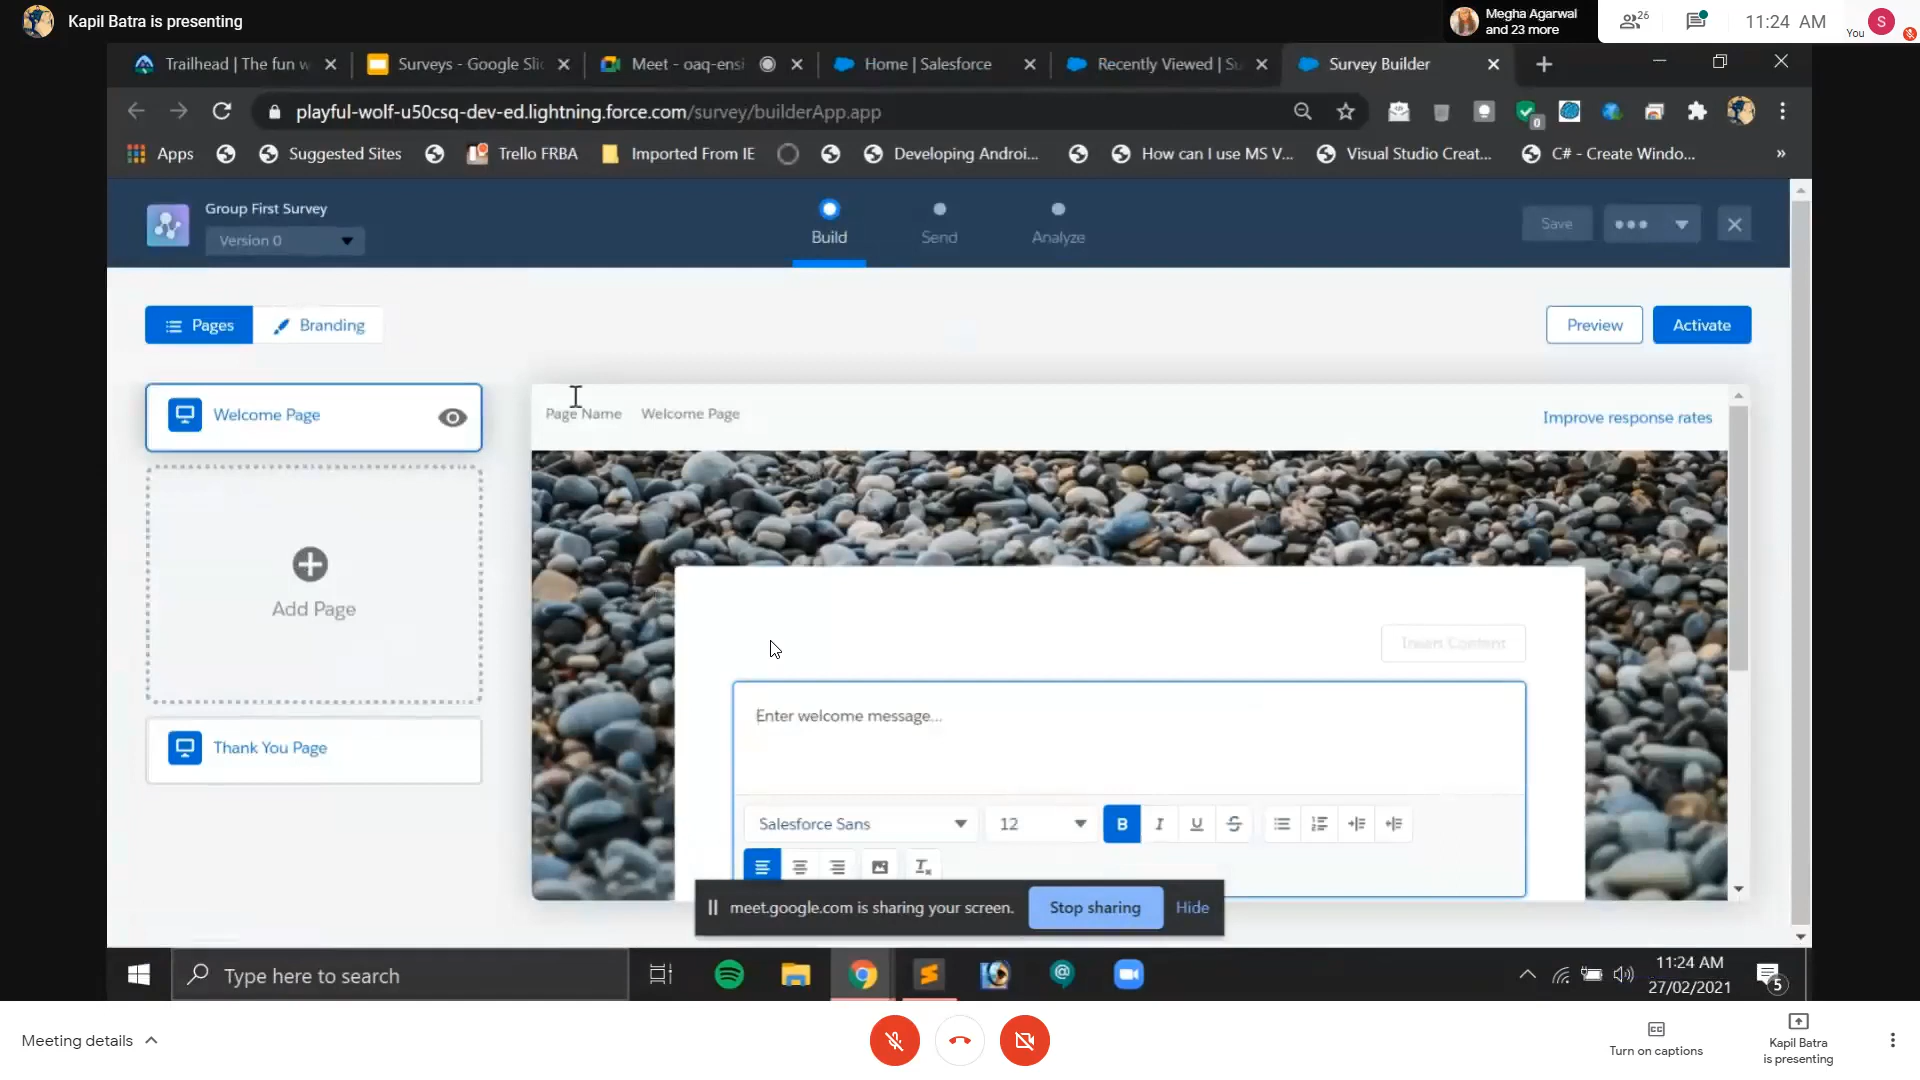 Kapil Batra is presenting
Megha Agarwal
and 23 more
26
11:24 AM
You
S
Trailhead | The fun w
Surveys - Google Slic
Meet - oaq-ensi
Home | Salesforce
Recently Viewed | Su
Survey Builder
playful-wolf-u50csq-dev-ed.lightning.force.com/survey/builderApp.app
0
Apps
Suggested Sites
Trello FRBA
Imported From IE
Developing Androi...
How can I use MS V...
Visual Studio Creat...
C# - Create Windo...
»
Group First Survey
Version 0
Build
Send
Analyze
Save
Pages
Branding
Preview
Activate
Welcome Page
Page Name
Welcome Page
Improve response rates
Add Page
Insert Content
Enter welcome message...
Thank You Page
Salesforce Sans
12
B
I
U
S
meet.google.com is sharing your screen.
Stop sharing
Hide
Type here to search
11:24 AM
27/02/2021
5
Meeting details
Turn on captions
Kapil Batra
is presenting